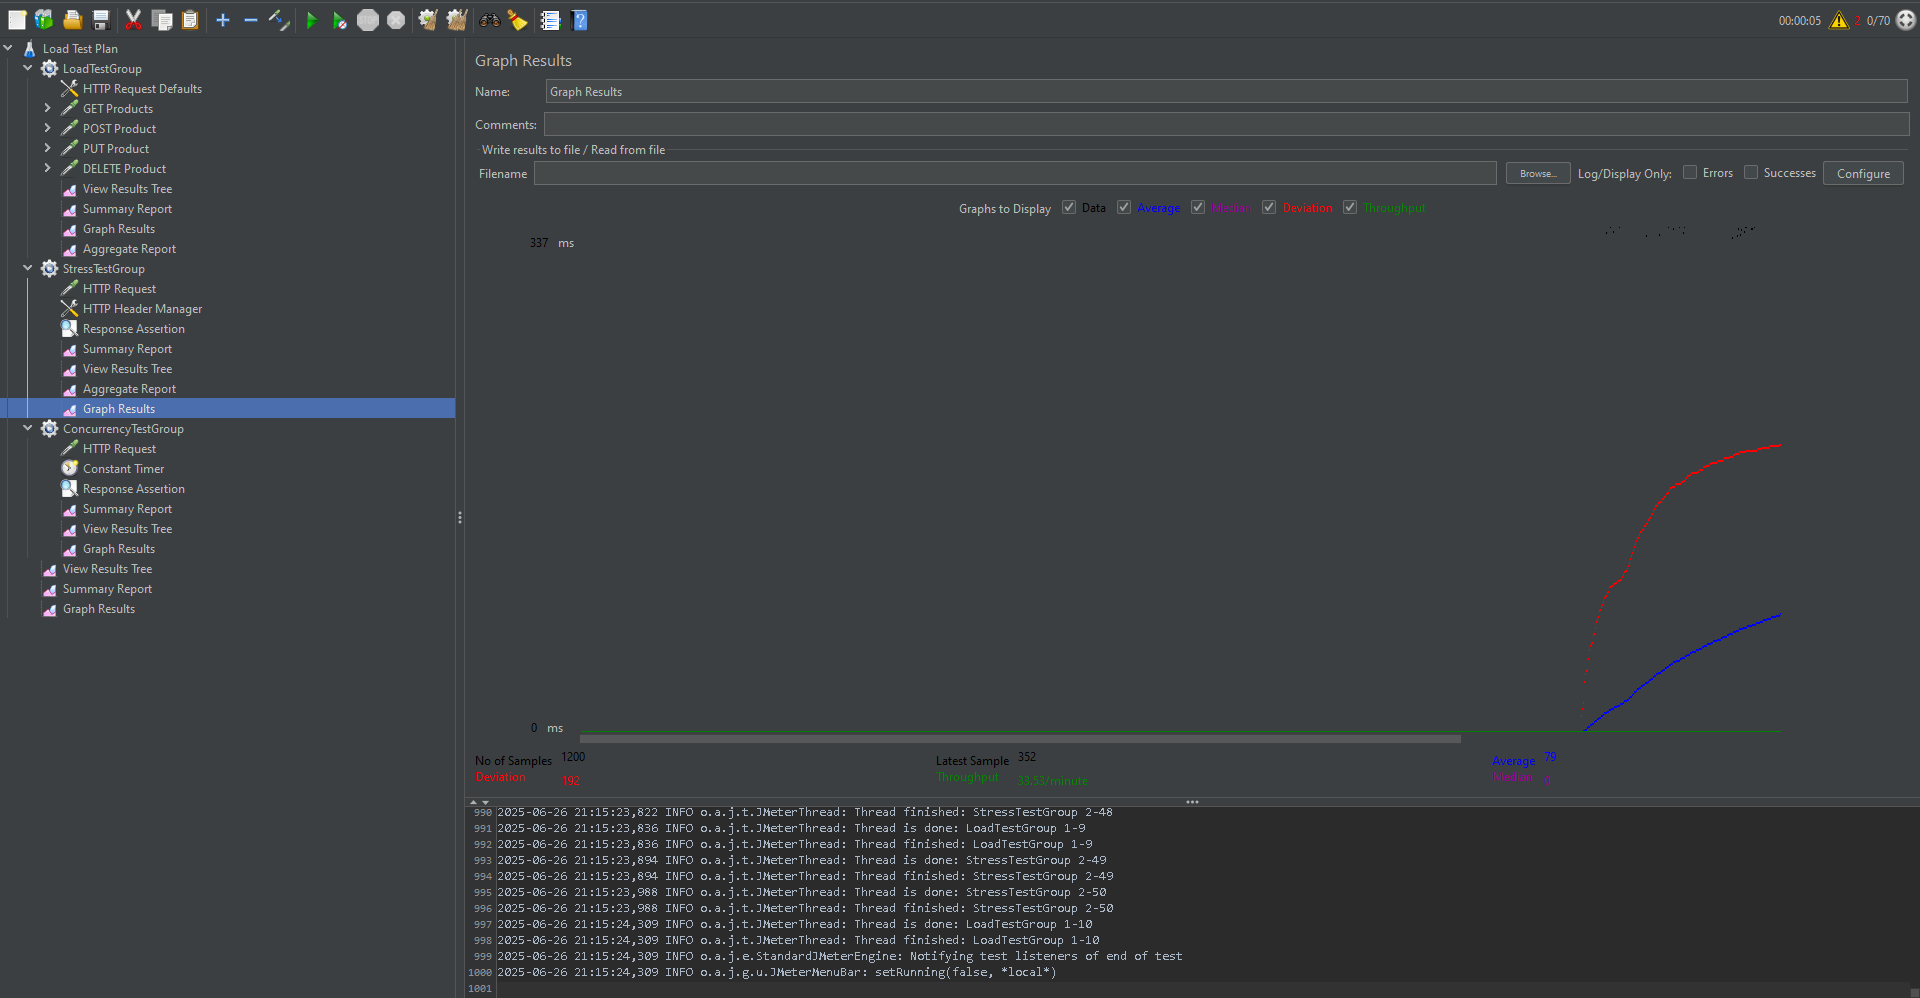 00:00:05 2 0/70
Load Test Plan
LoadTestGroup
HTTP Request Defaults
GET Products
POST Product
PUT Product
DELETE Product
View Results Tree
Summary Report
Graph Results
Aggregate Report
StressTestGroup
HTTP Request
HTTP Header Manager
Response Assertion
Summary Report
View Results Tree
Aggregate Report
Graph Results
ConcurrencyTestGroup
HTTP Request
Constant Timer
Response Assertion
Summary Report
View Results Tree
Graph Results
View Results Tree
Summary Report
Graph Results
Graph Results
Name: Graph Results
Comments:
Write results to file / Read from file
Filename Browse... Log/Display Only: Errors Successes Configure
Graphs to Display Data Average Median Deviation Throughput
337 ms
0 ms
No of Samples 1200 Latest Sample 352 Average 79
Deviation 192 Throughput 33.53/minute Median
990 2025-06-26 21:15:23,822 INFO o.a.j.t.JMeterThread: Thread finished: StressTestGroup 2-48
991 2025-06-26 21:15:23,836 INFO o.a.j.t.JMeterThread: Thread is done: LoadTestGroup 1-9
992 2025-06-26 21:15:23,836 INFO o.a.j.t.JMeterThread: Thread finished: LoadTestGroup 1-9
993 2025-06-26 21:15:23,894 INFO o.a.j.t.JMeterThread: Thread is done: StressTestGroup 2-49
994 2025-06-26 21:15:23,894 INFO o.a.j.t.JMeterThread: Thread finished: StressTestGroup 2-49
995 2025-06-26 21:15:23,988 INFO o.a.j.t.JMeterThread: Thread is done: StressTestGroup 2-50
996 2025-06-26 21:15:23,988 INFO o.a.j.t.JMeterThread: Thread finished: StressTestGroup 2-50
997 2025-06-26 21:15:24,309 INFO o.a.j.t.JMeterThread: Thread is done: LoadTestGroup 1-10
998 2025-06-26 21:15:24,309 INFO o.a.j.t.JMeterThread: Thread finished: LoadTestGroup 1-10
999 2025-06-26 21:15:24,309 INFO o.a.j.e.StandardJMeterEngine: Notifying test listeners of end of test
1000 2025-06-26 21:15:24,309 INFO o.a.j.g.u.JMeterMenuBar: setRunning(false, *local*)
1001